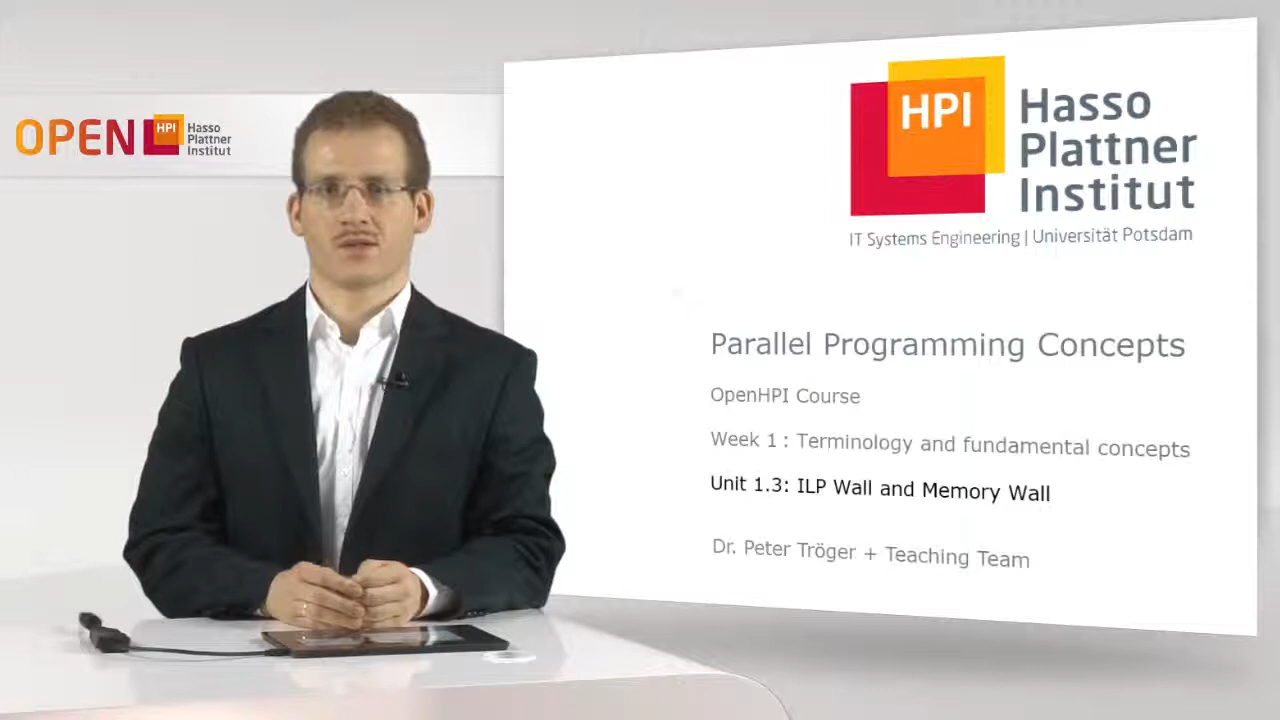 OPEN HPI Hasso
Plattner
Institut
HPI Hasso
Plattner
Institut
IT Systems Engineering | Universität Potsdam
Parallel Programming Concepts
OpenHPI Course
Week 1 : Terminology and fundamental concepts
Unit 1.3: ILP Wall and Memory Wall
Dr. Peter Tröger + Teaching Team